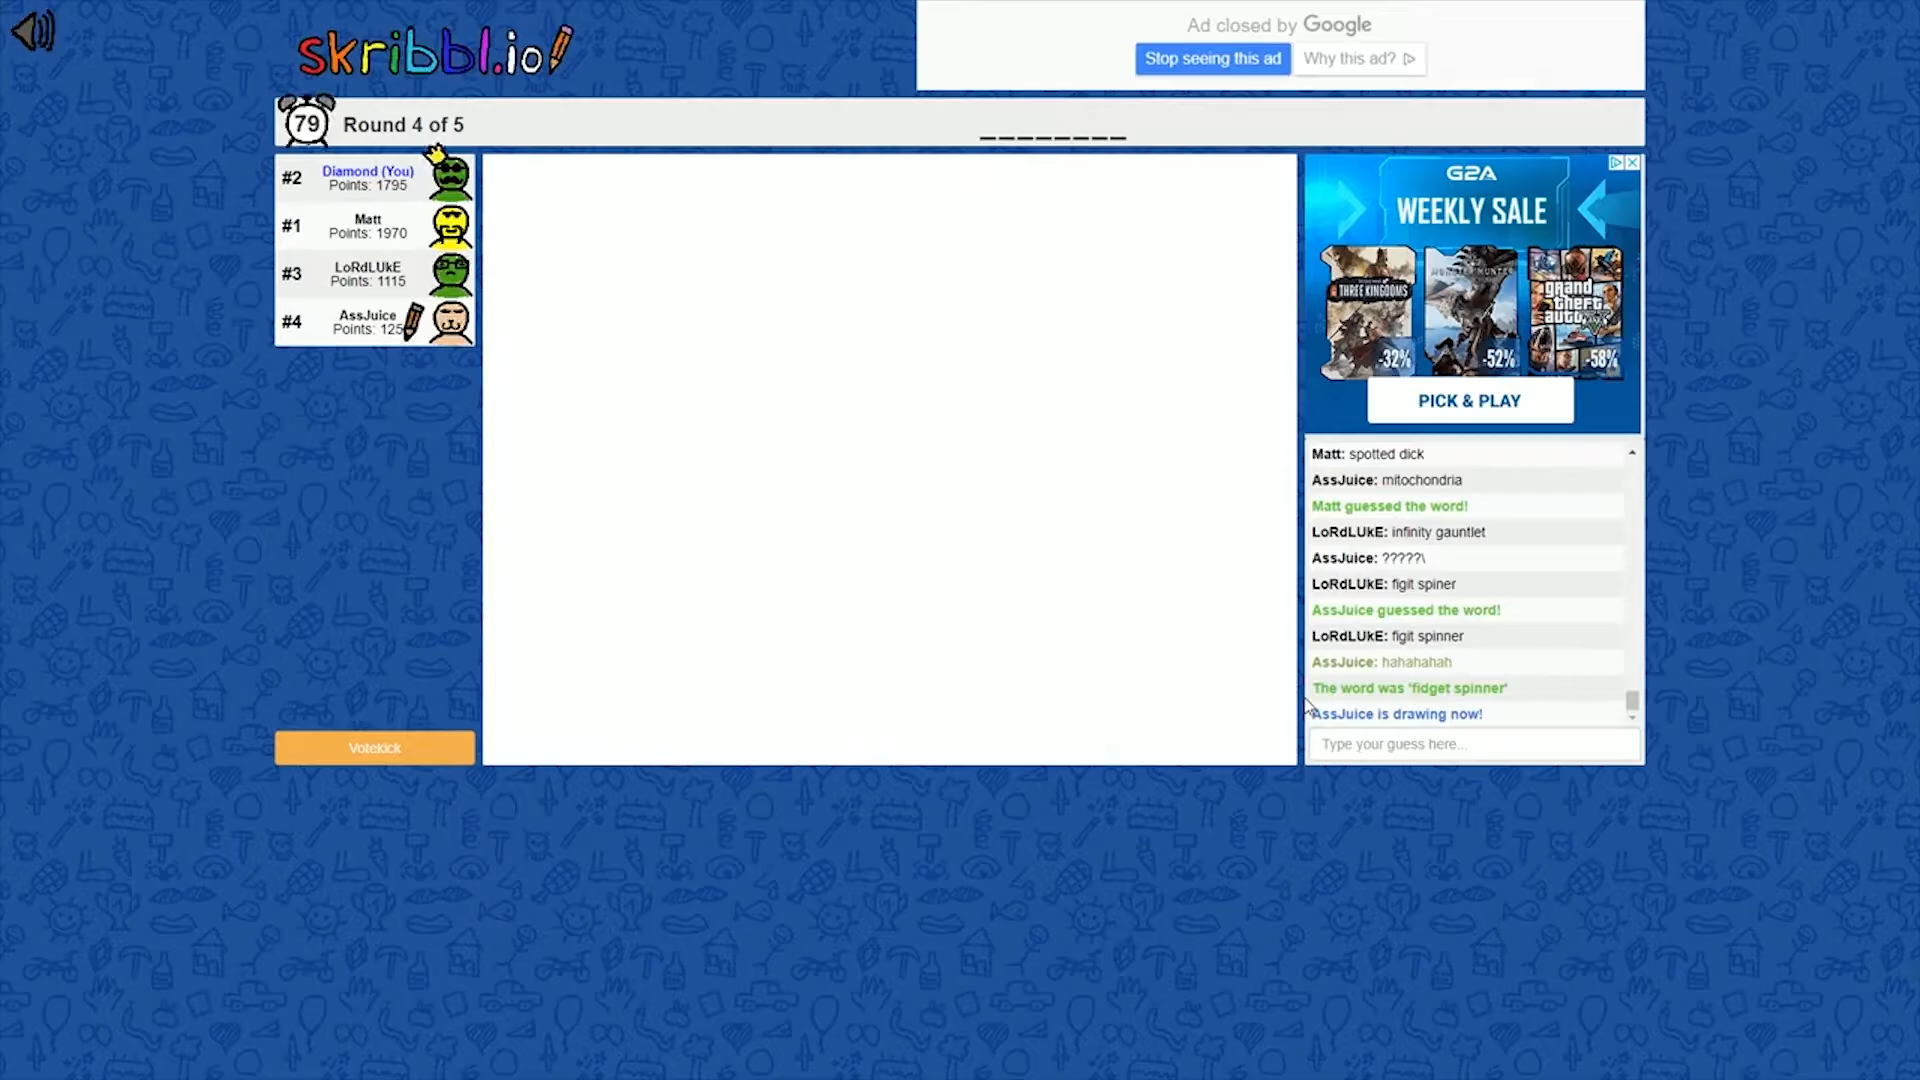 skribbl.io
Ad closed by Google
Stop seeing this ad
Why this ad?
79
Round 4 of 5
________
#2
Diamond (You)
Points: 1795
#1
Matt
Points: 1970
#3
LoRdLUkE
Points: 1115
#4
AssJuice
Points: 125
Votekick
G2A
WEEKLY SALE
THREE KINGDOMS
-32%
MONSTER HUNTER
-52%
grand
theft
auto
-58%
PICK & PLAY
Matt: spotted dick
AssJuice: mitochondria
Matt guessed the word!
LoRdLUkE: infinity gauntlet
AssJuice: ?????\
LoRdLUkE: figit spiner
AssJuice guessed the word!
LoRdLUkE: figit spinner
AssJuice: hahahahah
The word was 'fidget spinner'
AssJuice is drawing now!
Type your guess here...